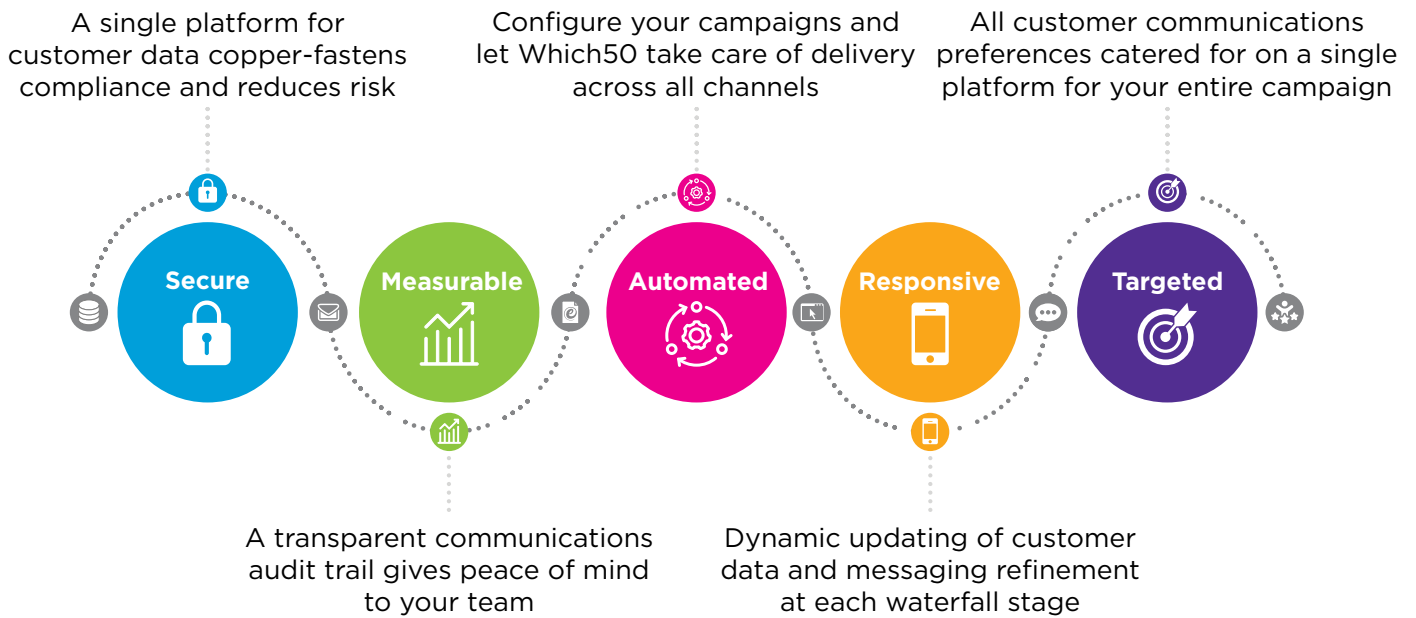 A single platform for
customer data copper-fastens
compliance and reduces risk
Configure your campaigns and
let Which50 take care of delivery
across all channels
All customer communications
preferences catered for on a single
platform for your entire campaign
Secure
Measurable
Automated
Responsive
Targeted
A transparent communications
audit trail gives peace of mind
to your team
Dynamic updating of customer
data and messaging refinement
at each waterfall stage